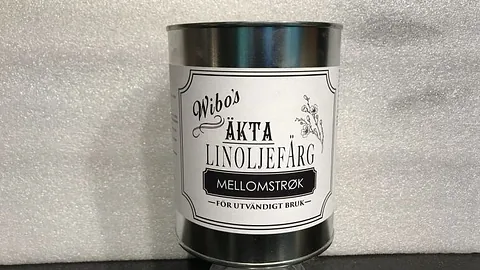 Wibo's
ÄKTA
LINOLJEFÄRG
MELLOMSTRØK
FÖR UTVÄNDIGT BRUK